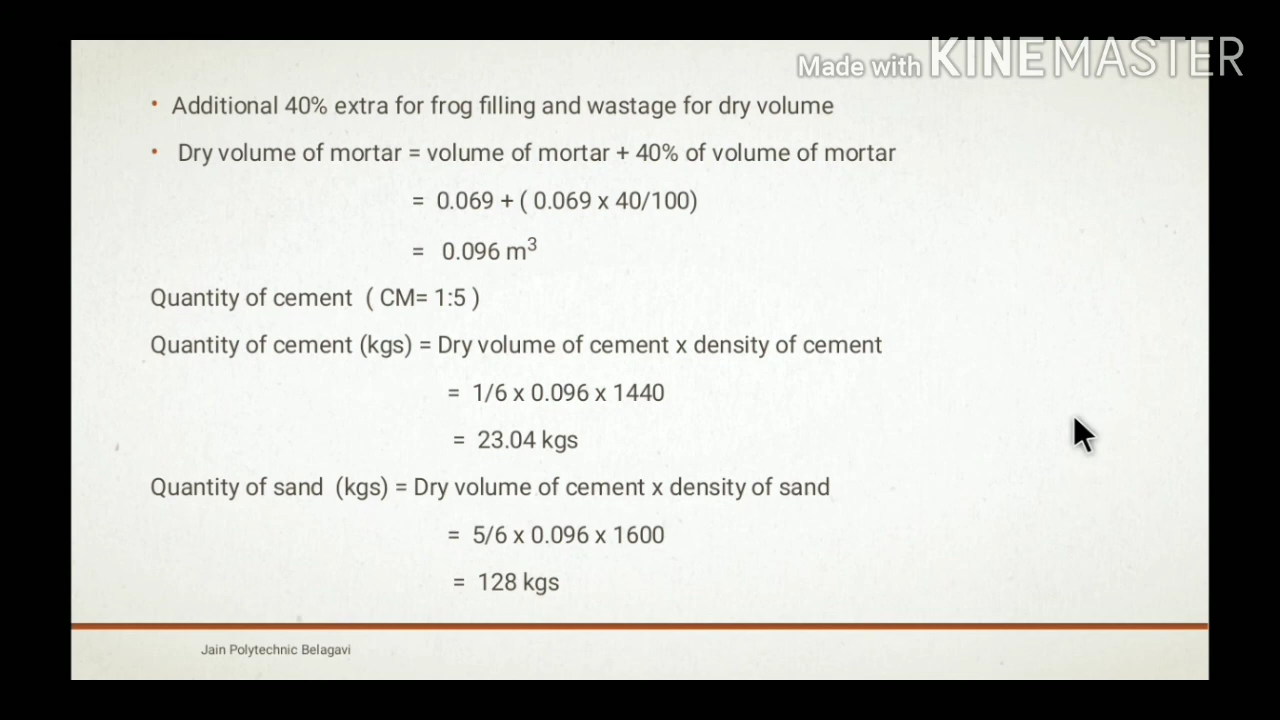 Made with KINEMASTER
• Additional 40% extra for frog filling and wastage for dry volume
• Dry volume of mortar = volume of mortar + 40% of volume of mortar
= 0.069 + ( 0.069 x 40/100)
= 0.096 m³
Quantity of cement ( CM= 1:5 )
Quantity of cement (kgs) = Dry volume of cement x density of cement
= 1/6 x 0.096 x 1440
= 23.04 kgs
Quantity of sand (kgs) = Dry volume of cement x density of sand
= 5/6 x 0.096 x 1600
= 128 kgs
Jain Polytechnic Belagavi